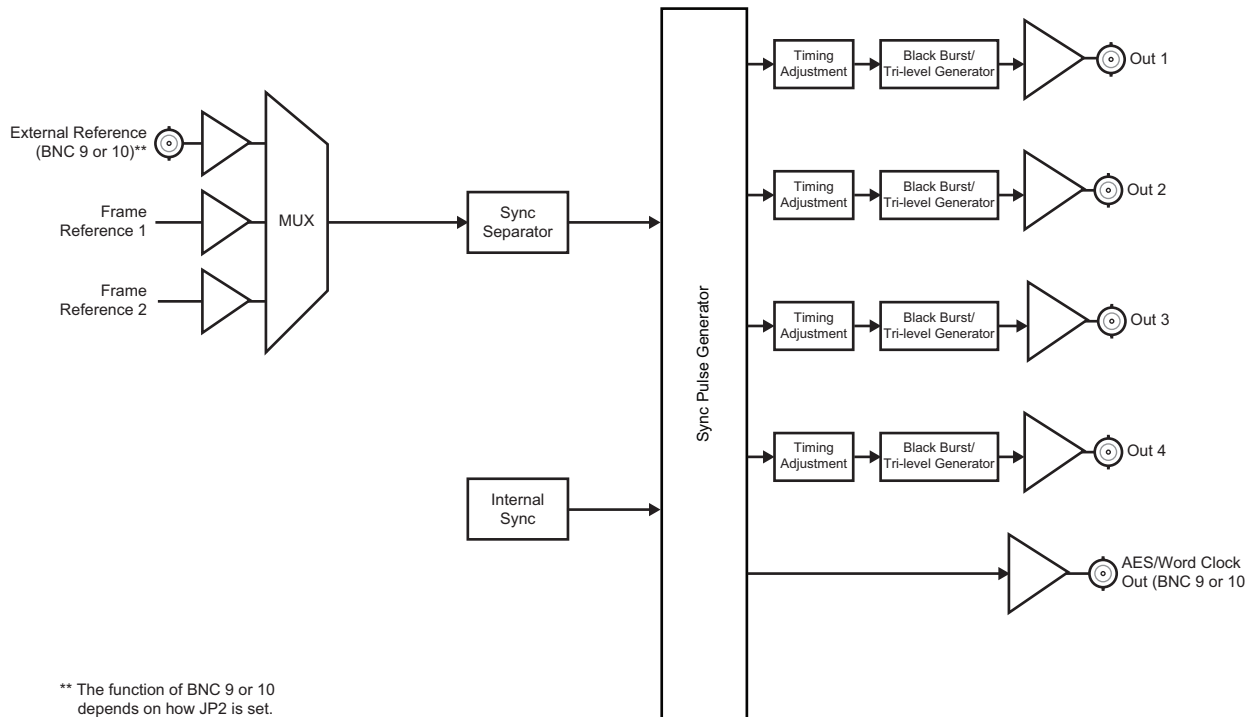 External Reference
(BNC 9 or 10)**
Frame
Reference 1
Frame
Reference 2
MUX
Sync
Separator
Internal
Sync
Sync Pulse Generator
Timing
Adjustment
Black Burst/
Tri-level Generator
Out 1
Timing
Adjustment
Black Burst/
Tri-level Generator
Out 2
Timing
Adjustment
Black Burst/
Tri-level Generator
Out 3
Timing
Adjustment
Black Burst/
Tri-level Generator
Out 4
AES/Word Clock
Out (BNC 9 or 10
** The function of BNC 9 or 10
depends on how JP2 is set.